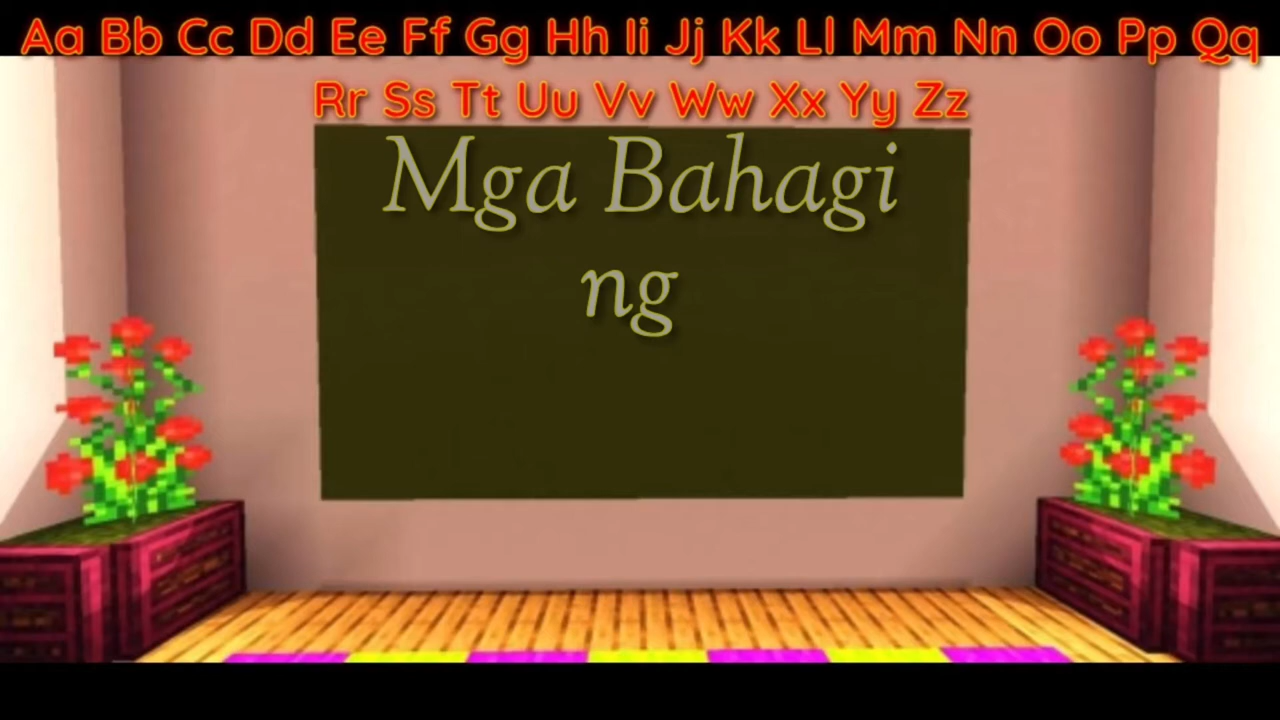 Aa Bb Cc Dd Ee Ff Gg Hh Ii Jj Kk Ll Mm Nn Oo Pp Qq
Rr Ss Tt Uu Vv Ww Xx Yy Zz
Mga Bahagi
ng